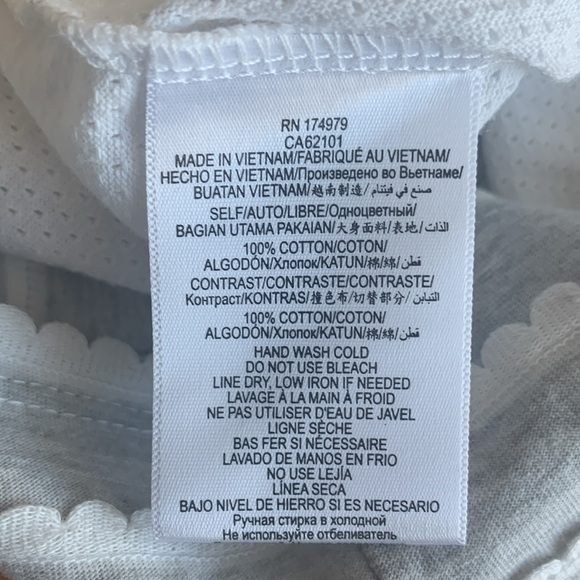 RN 174979
CA62101
MADE IN VIETNAM/FABRIQUÉ AU VIETNAM/
HECHO EN VIETNAM/Произведено во Вьетнаме/
BUATAN VIETNAM/越南制造/صنع في فيتنام/
SELF/AUTO/LIBRE/Одноцветный/
BAGIAN UTAMA PAKAIAN/大身面料/表地/الذات/
100% COTTON/COTON/
ALGODÓN/Хлопок/KATUN/棉/綿/قطن
CONTRAST/CONTRASTE/CONTRASTE/
Контраст/KONTRAS/撞色布/切替部分/التباين/
100% COTTON/COTON/
ALGODÓN/Хлопок/KATUN/棉/綿/قطن
HAND WASH COLD
DO NOT USE BLEACH
LINE DRY, LOW IRON IF NEEDED
LAVAGE À LA MAIN À FROID
NE PAS UTILISER D'EAU DE JAVEL
LIGNE SÈCHE
BAS FER SI NÉCESSAIRE
LAVADO DE MANOS EN FRIO
NO USE LEJÍA
LÍNEA SECA
BAJO NIVEL DE HIERRO SI ES NECESARIO
Ручная стирка в холодной
Не используйте отбеливатель